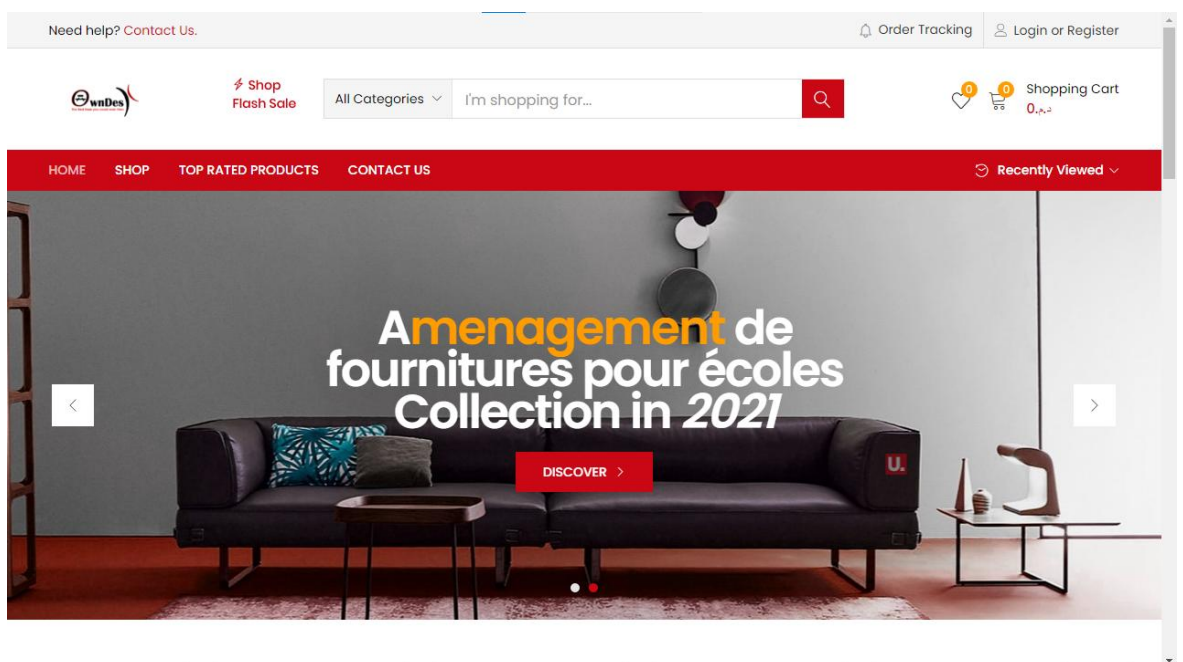 Need help? Contact Us.
Order Tracking
Login or Register
OwnDes
Shop
Flash Sale
All Categories
I'm shopping for...
0
0
Shopping Cart
0.د.م.
HOME
SHOP
TOP RATED PRODUCTS
CONTACT US
Recently Viewed
Amenagement de
fournitures pour écoles
Collection in 2021
DISCOVER
U.